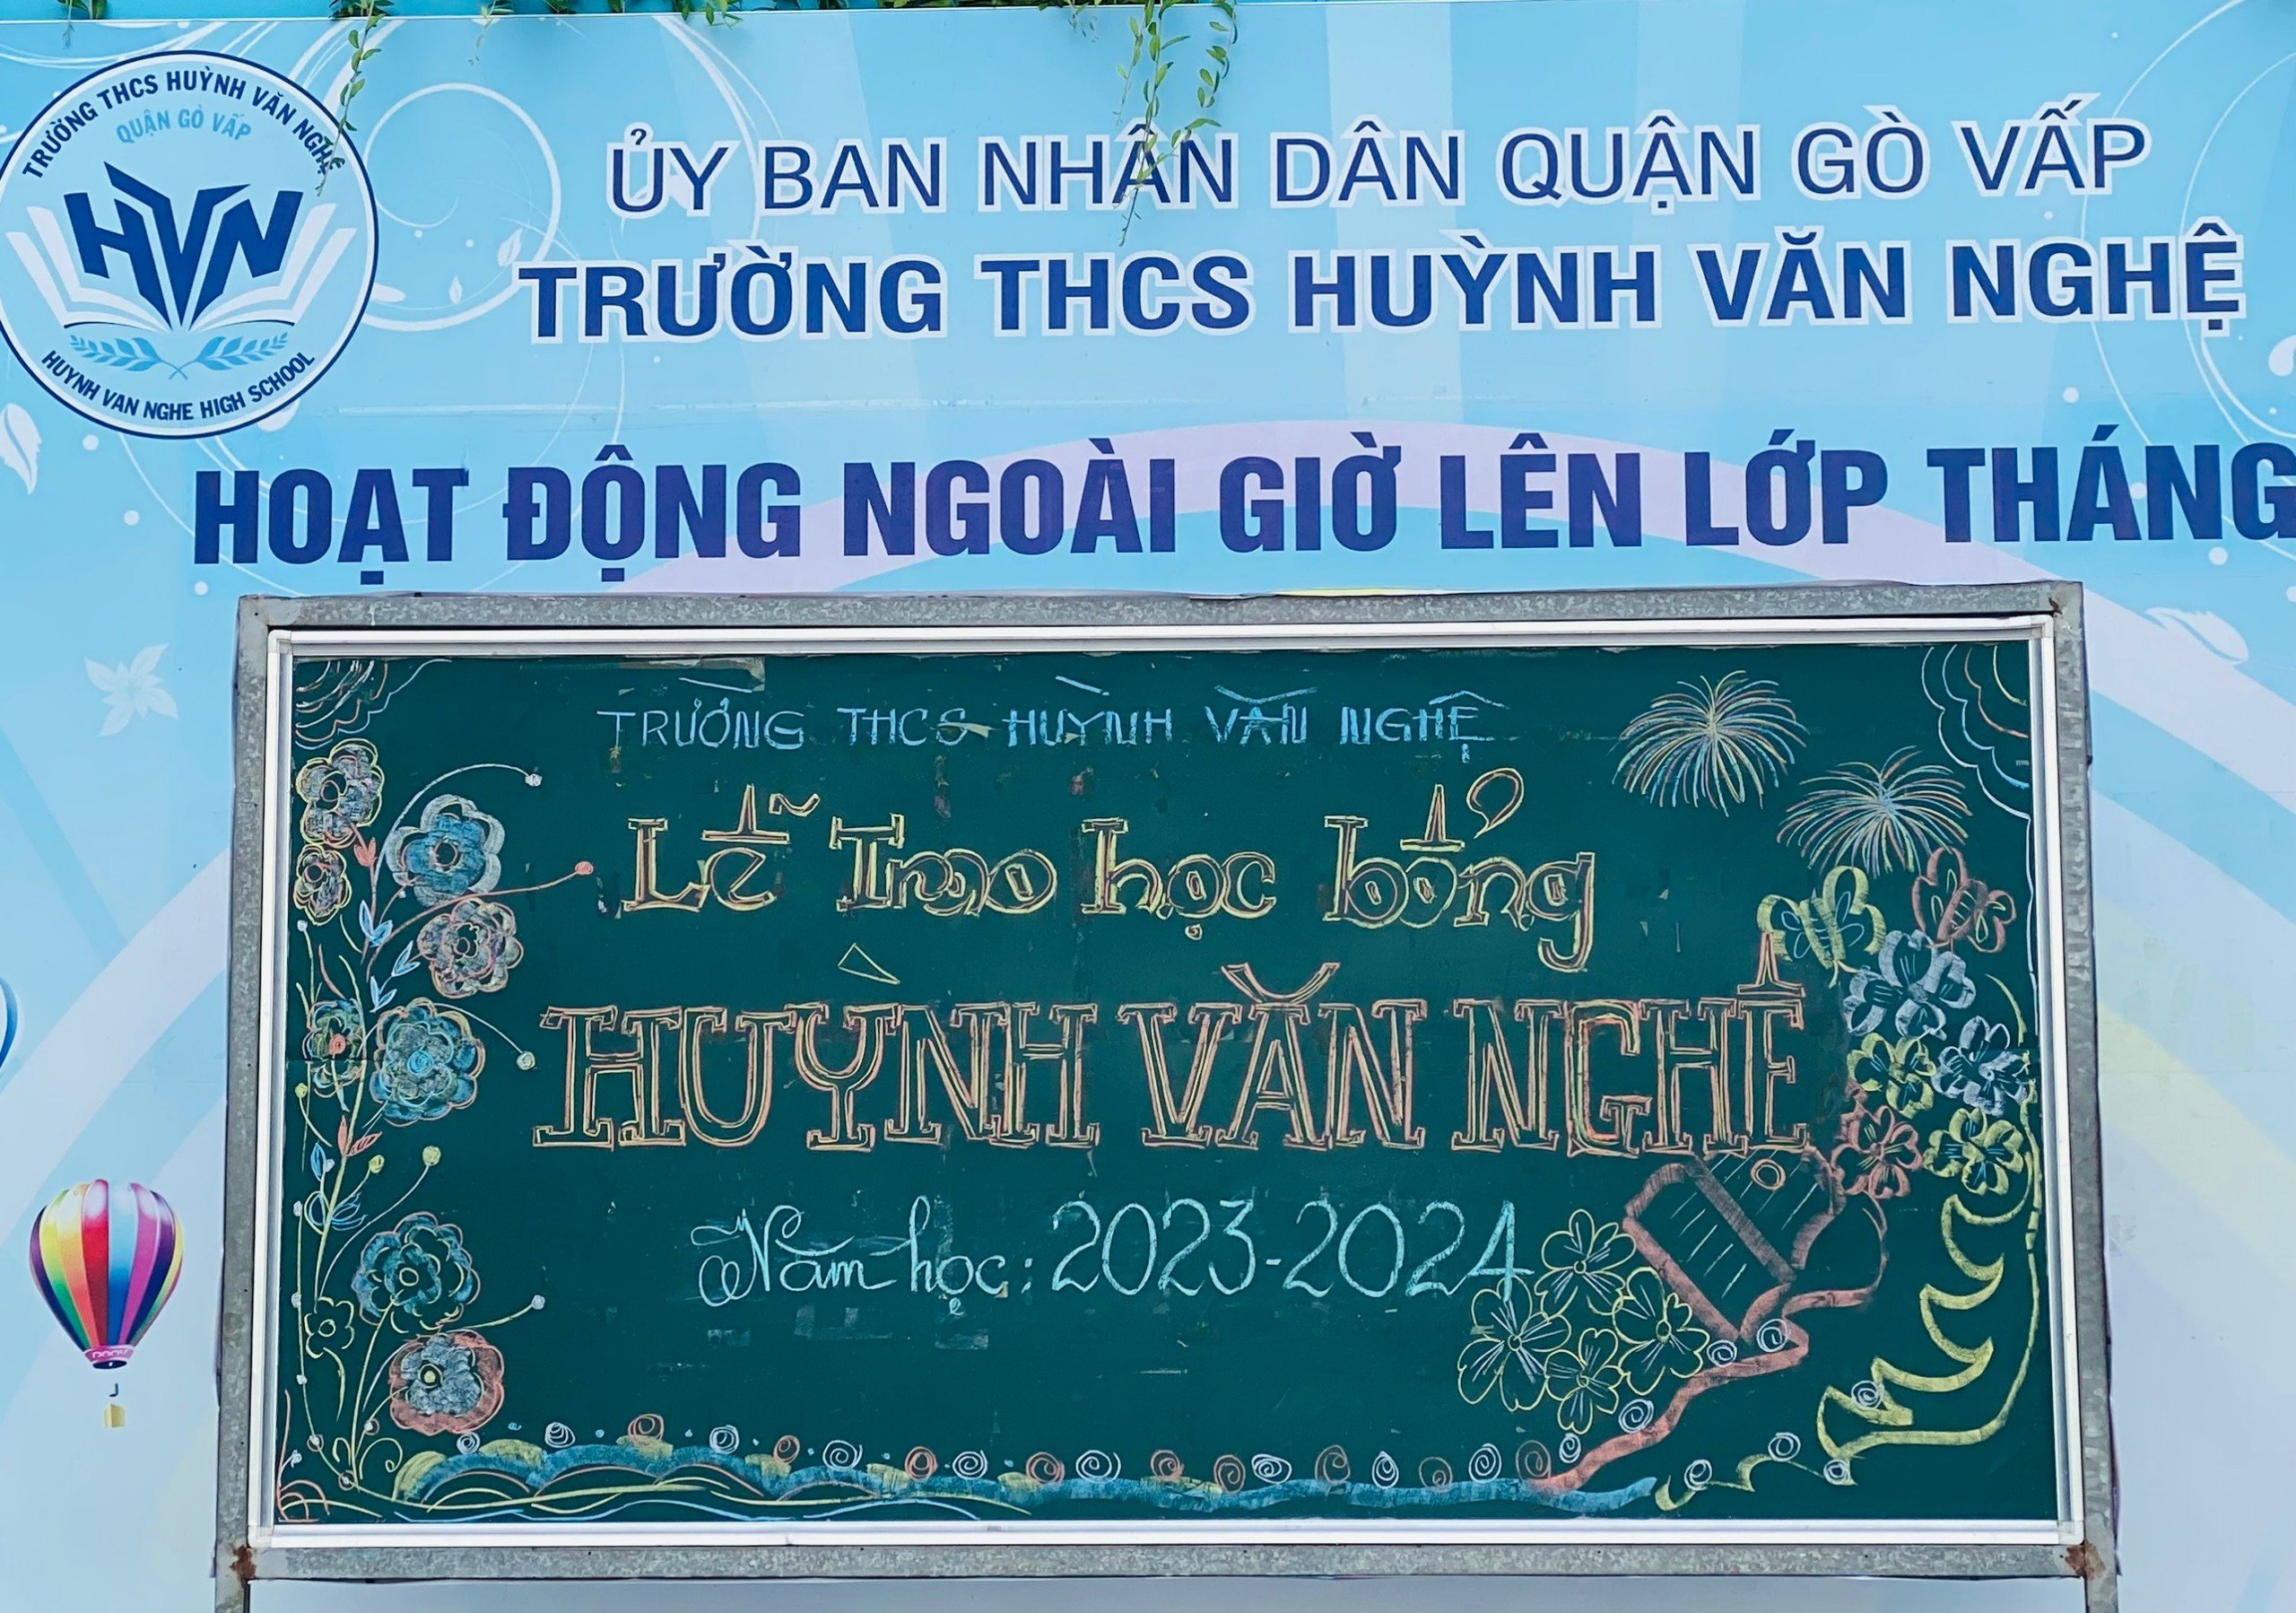 TRƯỜNG THCS HUỲNH VĂN NGHỆ
QUẬN GÒ VẤP
HVN
HUYNH VAN NGHE HIGH SCHOOL
ỦY BAN NHÂN DÂN QUẬN GÒ VẤP
TRƯỜNG THCS HUỲNH VĂN NGHỆ
HOẠT ĐỘNG NGOÀI GIỜ LÊN LỚP THÁNG
TRƯỜNG THCS HUỲNH VĂN NGHỆ
Lễ Trao học bổng
HUỲNH VĂN NGHỆ
Năm học: 2023-2024